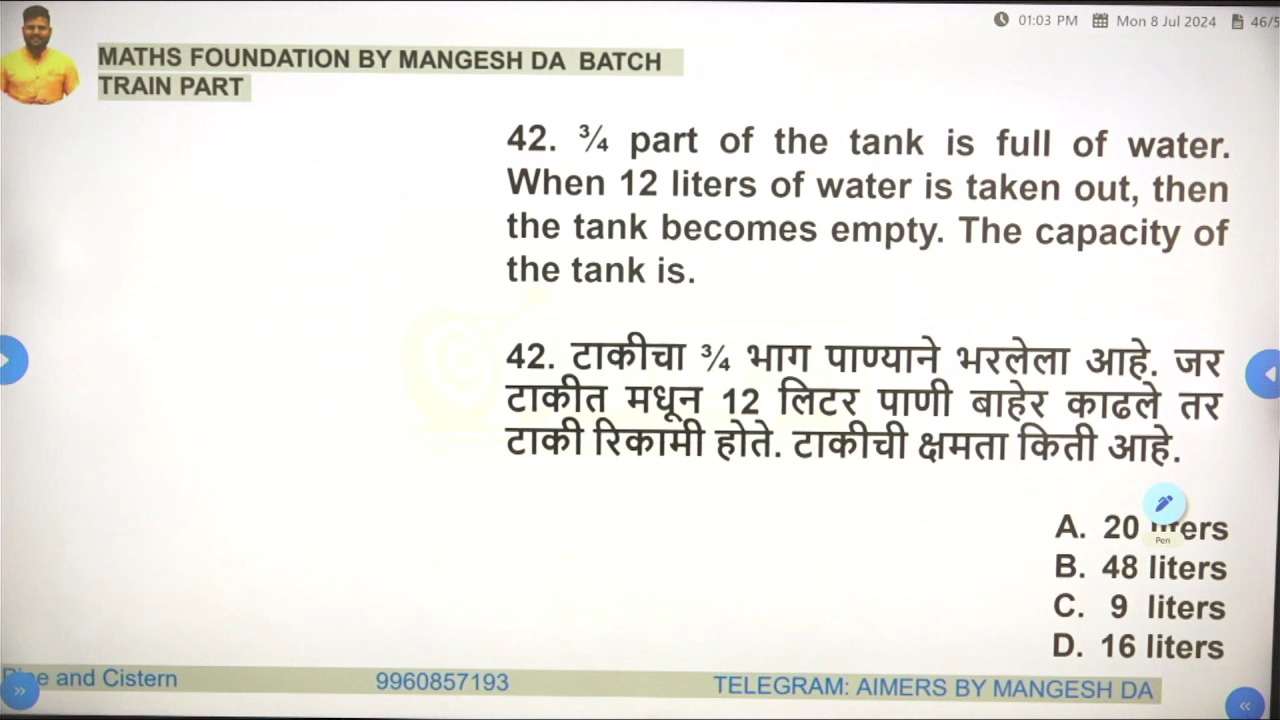 01:03 PM Mon 8 Jul 2024 46/5
MATHS FOUNDATION BY MANGESH DA BATCH
TRAIN PART
42. ¾ part of the tank is full of water.
When 12 liters of water is taken out, then
the tank becomes empty. The capacity of
the tank is.
42. टाकीचा ¾ भाग पाण्याने भरलेला आहे. जर
टाकीत मधून 12 लिटर पाणी बाहेर काढले तर
टाकी रिकामी होते. टाकीची क्षमता किती आहे.
A. 20 liters
Pen
B. 48 liters
C. 9 liters
D. 16 liters
and Cistern 9960857193 TELEGRAM: AIMERS BY MANGESH DA